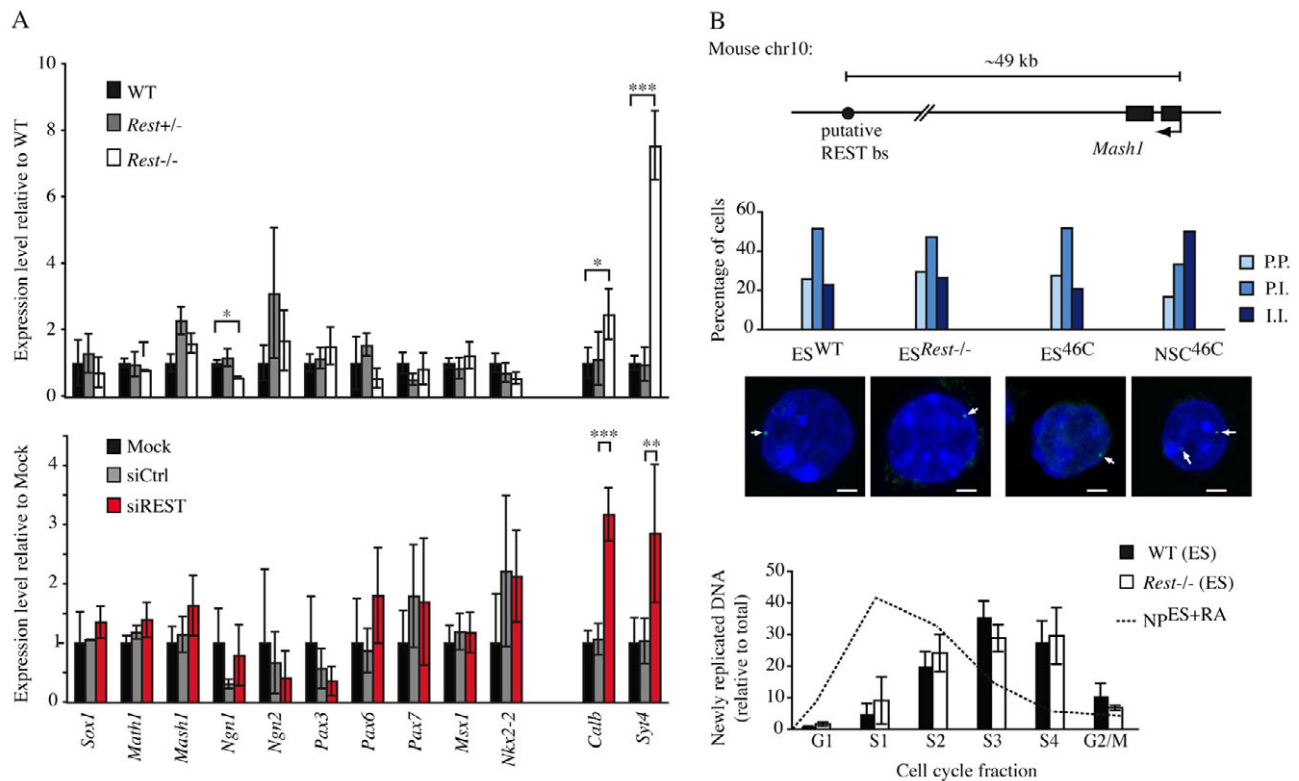 A
Expression level relative to WT
10
8
6
4
2
0
WT
Rest+/-
Rest-/-
*
*
***
Expression level relative to Mock
5
4
3
2
1
0
Mock
siCtrl
siREST
***
**
Sox1
Math1
Mash1
Ngn1
Ngn2
Pax3
Pax6
Pax7
Msx1
Nkx2-2
Calb
Syt4
B
Mouse chr10:
~49 kb
putative
REST bs
Mash1
Percentage of cells
60
40
20
0
P.P.
P.I.
I.I.
ES^WT
ES^Rest-/-
ES^46C
NSC^46C
Newly replicated DNA
(relative to total)
50
40
30
20
10
0
WT (ES)
Rest-/- (ES)
NP^ES+RA
G1
S1
S2
S3
S4
G2/M
Cell cycle fraction